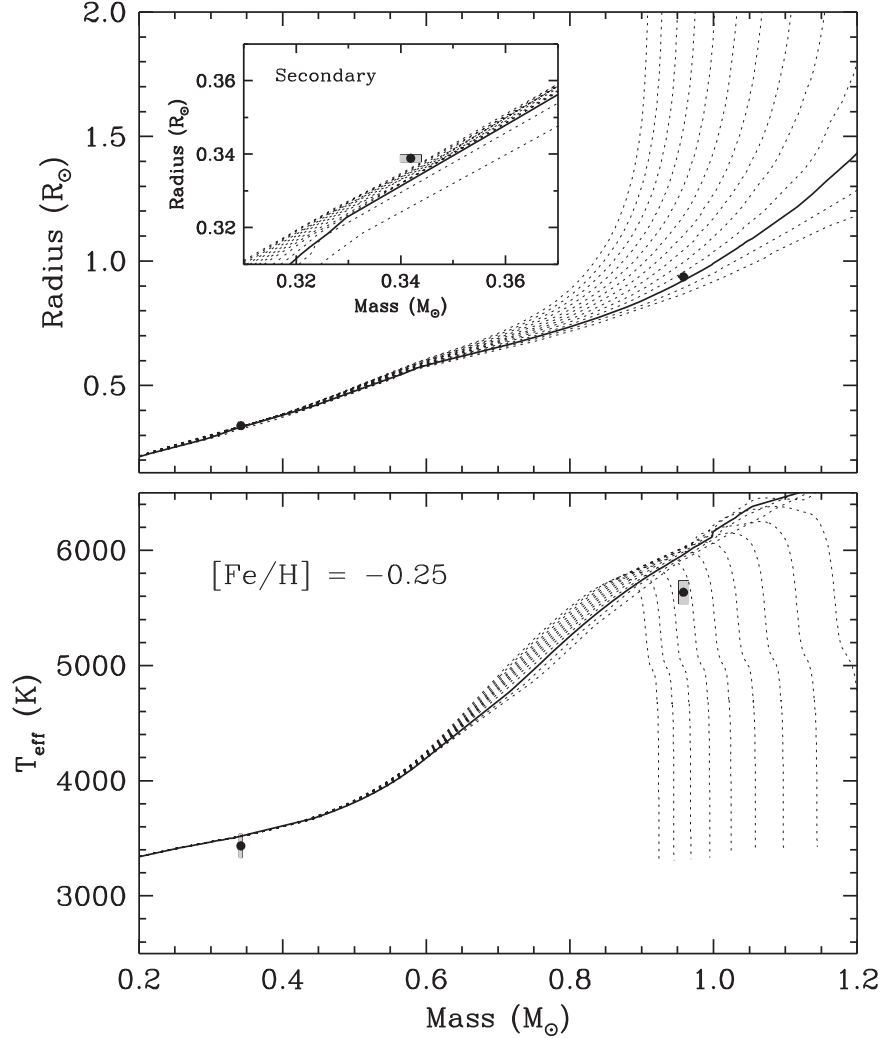 2.0
1.5
1.0
0.5
Radius (R⊙)
Secondary
0.36
0.34
0.32
Radius (R⊙)
0.32 0.34 0.36
Mass (M⊙)
6000
5000
4000
3000
T_eff (K)
[Fe/H] = −0.25
0.2 0.4 0.6 0.8 1.0 1.2
Mass (M⊙)